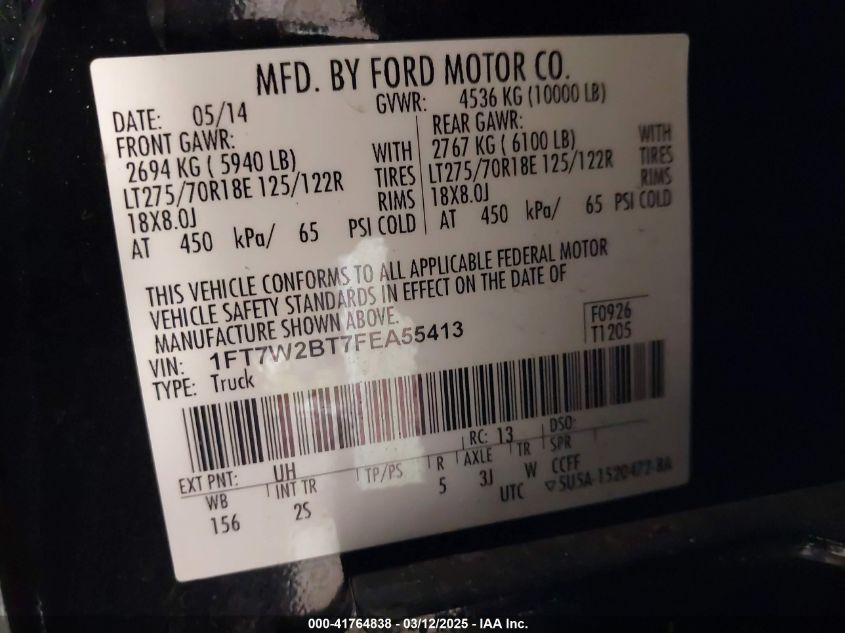 MFD. BY FORD MOTOR CO.
DATE: 05/14
GVWR: 4536 KG (10000 LB)
FRONT GAWR:
2694 KG ( 5940 LB) WITH
LT275/70R18E 125/122R TIRES
18X8.0J RIMS
AT 450 kPa/ 65 PSI COLD
REAR GAWR:
2767 KG ( 6100 LB) WITH
LT275/70R18E 125/122R TIRES
18X8.0J RIMS
AT 450 kPa/ 65 PSI COLD
THIS VEHICLE CONFORMS TO ALL APPLICABLE FEDERAL MOTOR
VEHICLE SAFETY STANDARDS IN EFFECT ON THE DATE OF
MANUFACTURE SHOWN ABOVE.
F0926
T1205
VIN: 1FT7W2BT7FEA55413
TYPE: Truck
EXT PNT: UH RC: 13 DSO:
WB INT TR TP/PS R AXLE TR SPR
156 2S 5 3J W CCFF
UTC ▽5U5A-1520472-BA
000-41764838 - 03/12/2025 - IAA Inc.